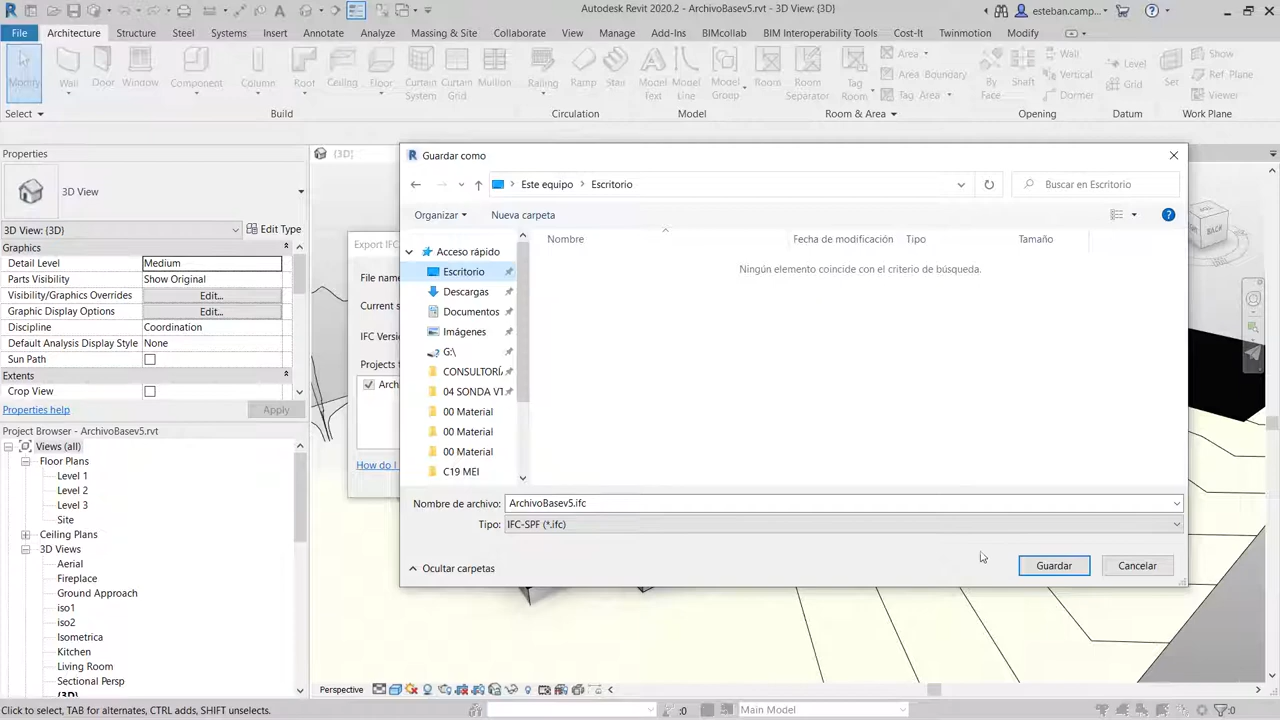 Autodesk Revit 2020.2 - ArchivoBasev5.rvt - 3D View: {3D}
esteban.camp...
File Architecture Structure Steel Systems Insert Annotate Analyze Massing & Site Collaborate View Manage Add-Ins BIMcollab BIM Interoperability Tools Cost-It Twinmotion Modify
Modify Wall Door Window Component Column Roof Ceiling Floor Curtain System Curtain Grid Mullion Railing Ramp Stair Model Text Model Line Model Group Room Room Separator Tag Room
Area
Area Boundary
Tag Area
By Face Shaft
Wall
Vertical
Dormer
Level
Grid
Set
Show
Ref Plane
Viewer
Select Build Circulation Model Room & Area Opening Datum Work Plane
Properties
3D View
3D View: {3D} Edit Type
Graphics
Detail Level Medium
Parts Visibility Show Original
Visibility/Graphics Overrides Edit...
Graphic Display Options Edit...
Discipline Coordination
Default Analysis Display Style None
Sun Path
Extents
Crop View
Properties help Apply
Project Browser - ArchivoBasev5.rvt
Views (all)
Floor Plans
Level 1
Level 2
Level 3
Site
Ceiling Plans
3D Views
Aerial
Fireplace
Ground Approach
iso1
iso2
Isometrica
Kitchen
Living Room
Sectional Persp
{3D}
{3D}
Export IFC
File name
Current s
IFC Version
Projects t
Arch
How do I
Guardar como
Este equipo > Escritorio
Buscar en Escritorio
Organizar Nueva carpeta
Nombre Fecha de modificación Tipo Tamaño
Ningún elemento coincide con el criterio de búsqueda.
Acceso rápido
Escritorio
Descargas
Documentos
Imágenes
G:\
CONSULTORÍA
04 SONDA V1
00 Material
00 Material
00 Material
C19 MEI
Nombre de archivo: ArchivoBasev5.ifc
Tipo: IFC-SPF (*.ifc)
Ocultar carpetas Guardar Cancelar
BACK
Perspective
Click to select, TAB for alternates, CTRL adds, SHIFT unselects. :0 Main Model :0